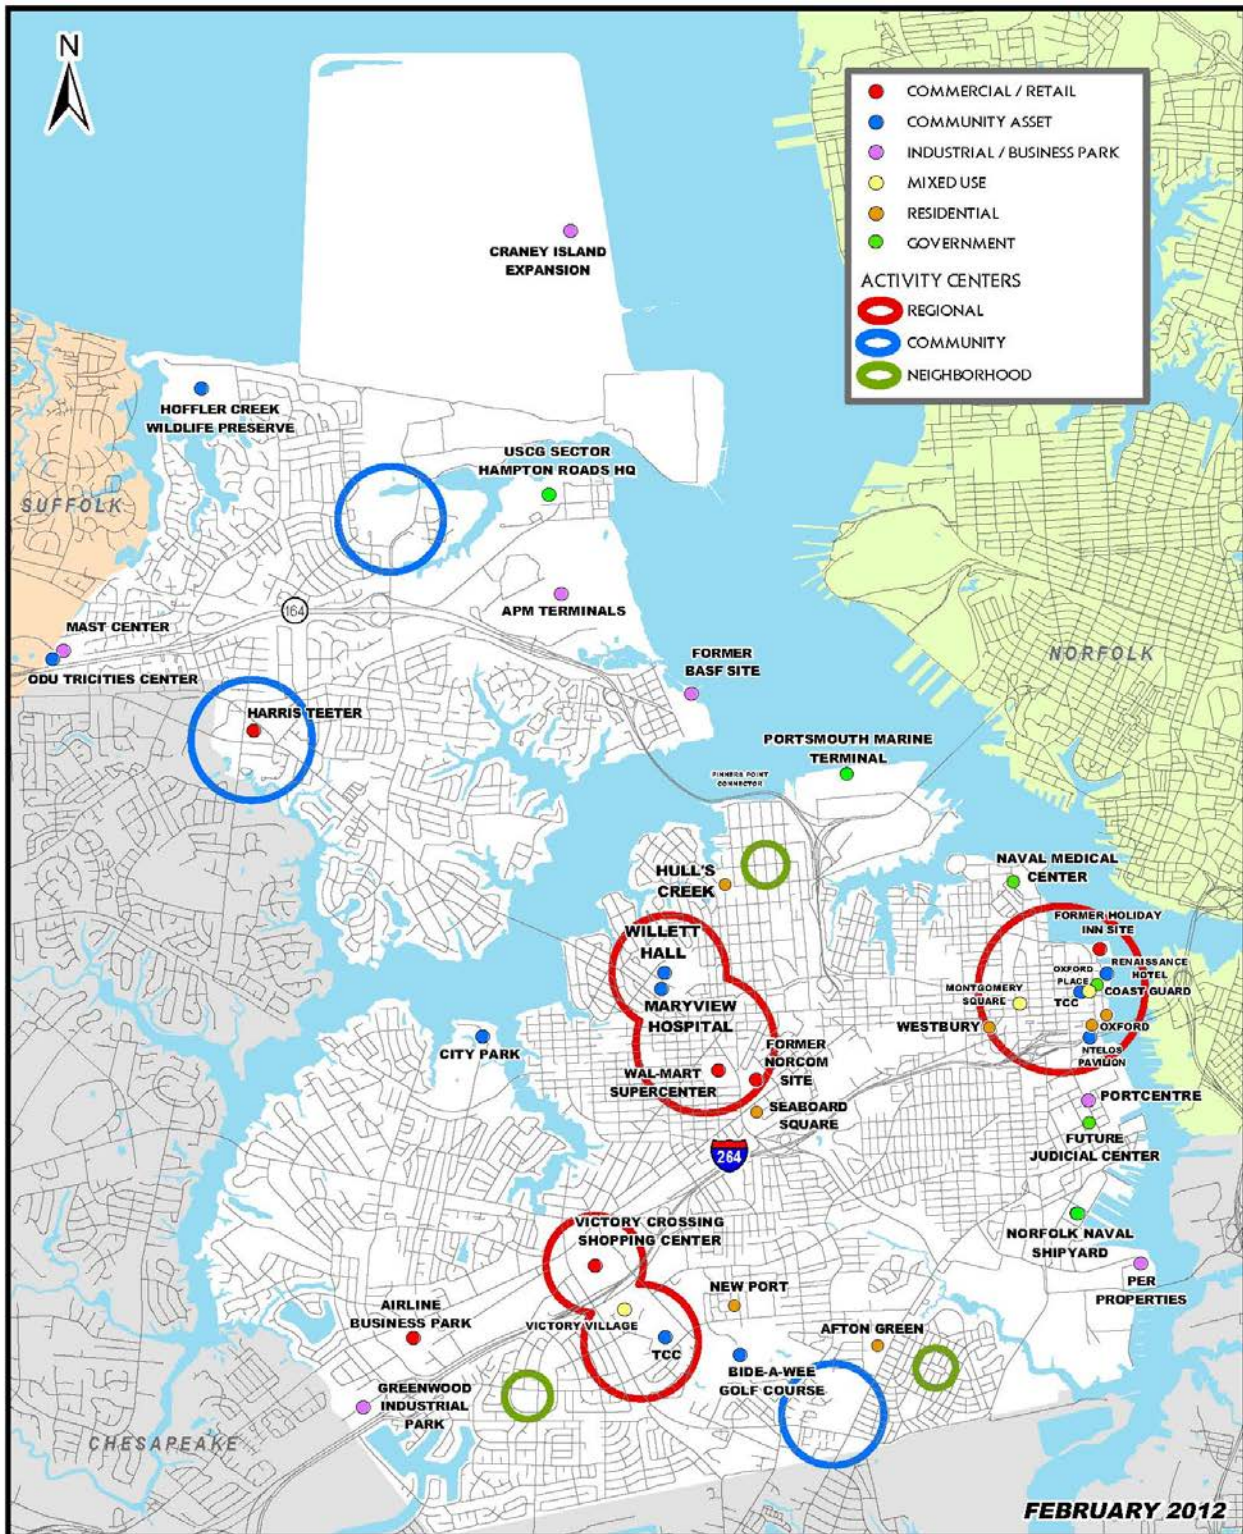 N
COMMERCIAL / RETAIL
COMMUNITY ASSET
INDUSTRIAL / BUSINESS PARK
MIXED USE
RESIDENTIAL
GOVERNMENT
ACTIVITY CENTERS
REGIONAL
COMMUNITY
NEIGHBORHOOD
CRANEY ISLAND
EXPANSION
HOFFLER CREEK
WILDLIFE PRESERVE
USCG SECTOR
HAMPTON ROADS HQ
SUFFOLK
164
APM TERMINALS
MAST CENTER
ODU TRICITIES CENTER
FORMER
BASF SITE
NORFOLK
HARRIS TEETER
PORTSMOUTH MARINE
TERMINAL
PINNERS POINT
CONNECTOR
HULL'S
CREEK
NAVAL MEDICAL
CENTER
WILLETT
HALL
MARYVIEW
HOSPITAL
FORMER HOLIDAY
INN SITE
RENAISSANCE
HOTEL
OXFORD
PLACE
COAST GUARD
TCC
MONTGOMERY
SQUARE
WESTBURY
OXFORD
NTELOS
PAVILION
CITY PARK
WAL-MART
SUPERCENTER
FORMER
NORCOM
SITE
SEABOARD
SQUARE
PORTCENTRE
FUTURE
JUDICIAL CENTER
264
VICTORY CROSSING
SHOPPING CENTER
NORFOLK NAVAL
SHIPYARD
PER
PROPERTIES
NEW PORT
AIRLINE
BUSINESS PARK
VICTORY VILLAGE
TCC
AFTON GREEN
BIDE-A-WEE
GOLF COURSE
GREENWOOD
INDUSTRIAL
PARK
CHESAPEAKE
FEBRUARY 2012